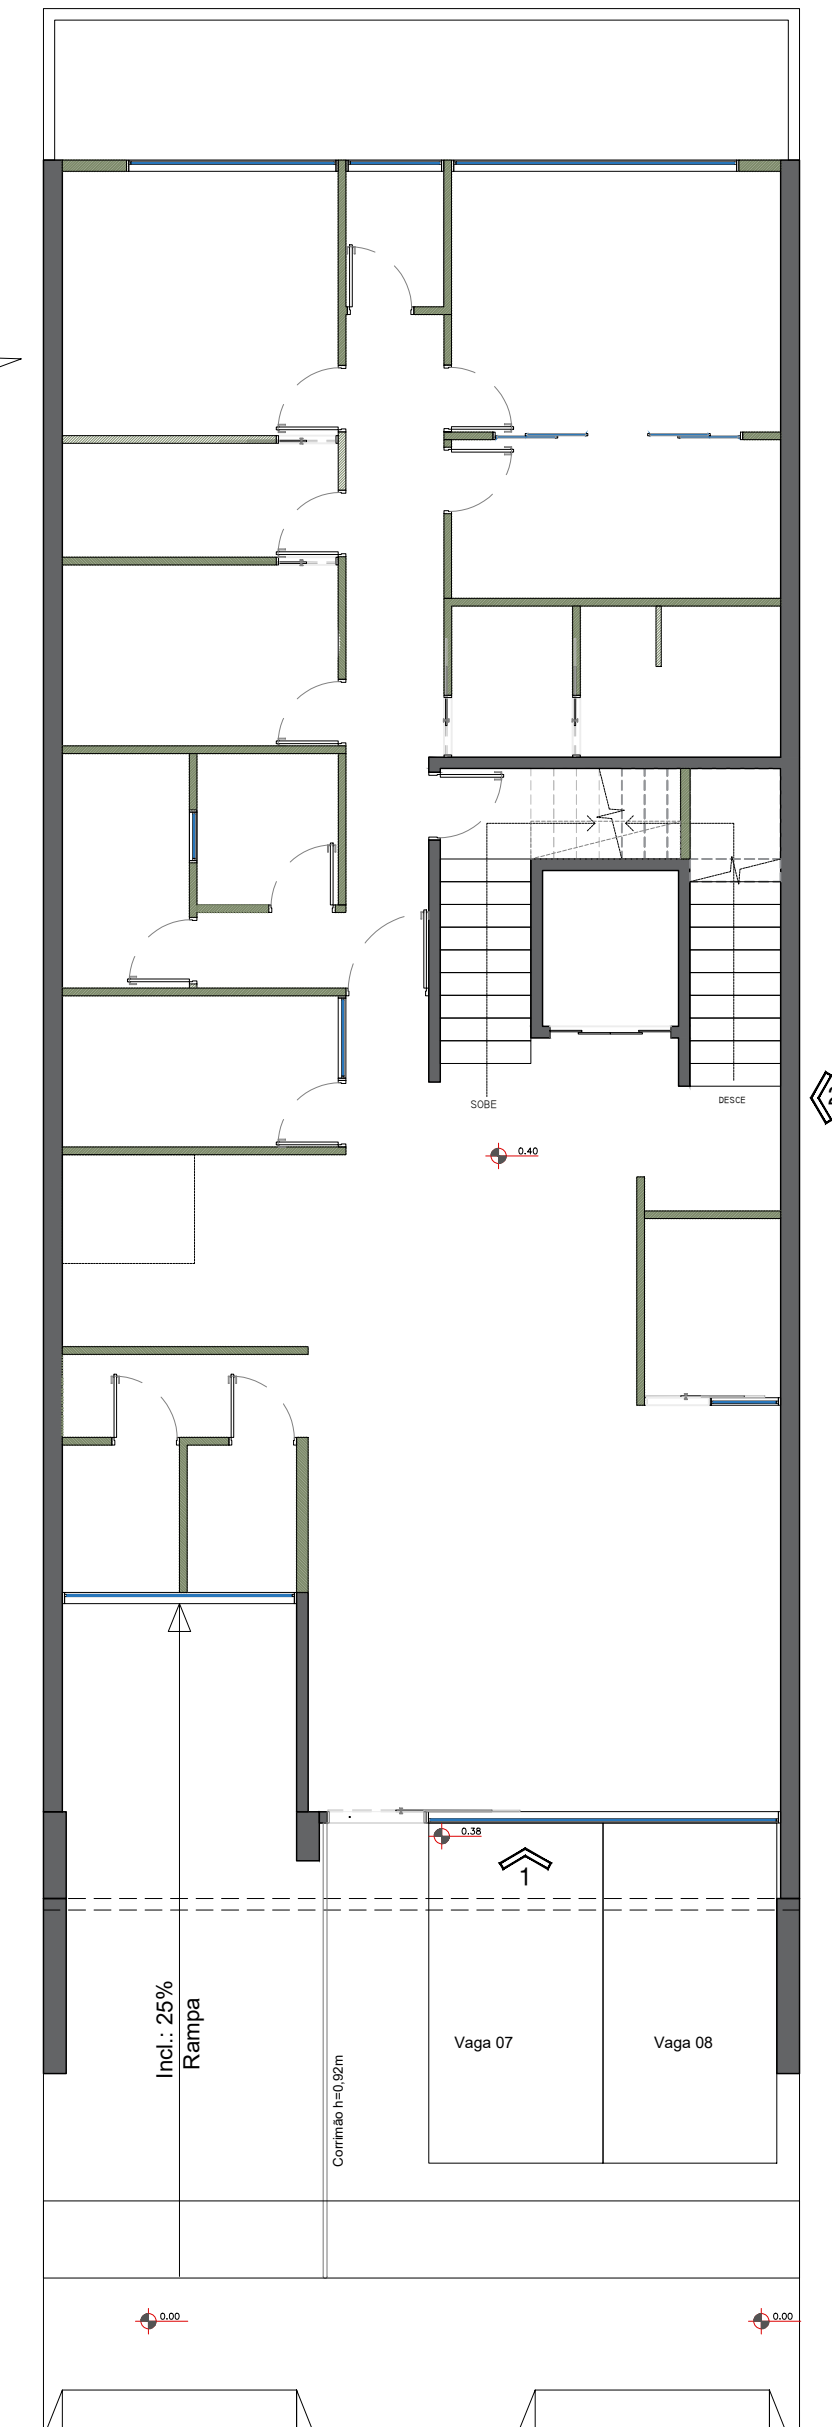 SOBE
DESCE
2
0.40
0.38
1
Incl.: 25%
Rampa
Corrimão h=0,92m
Vaga 07
Vaga 08
0.00
0.00